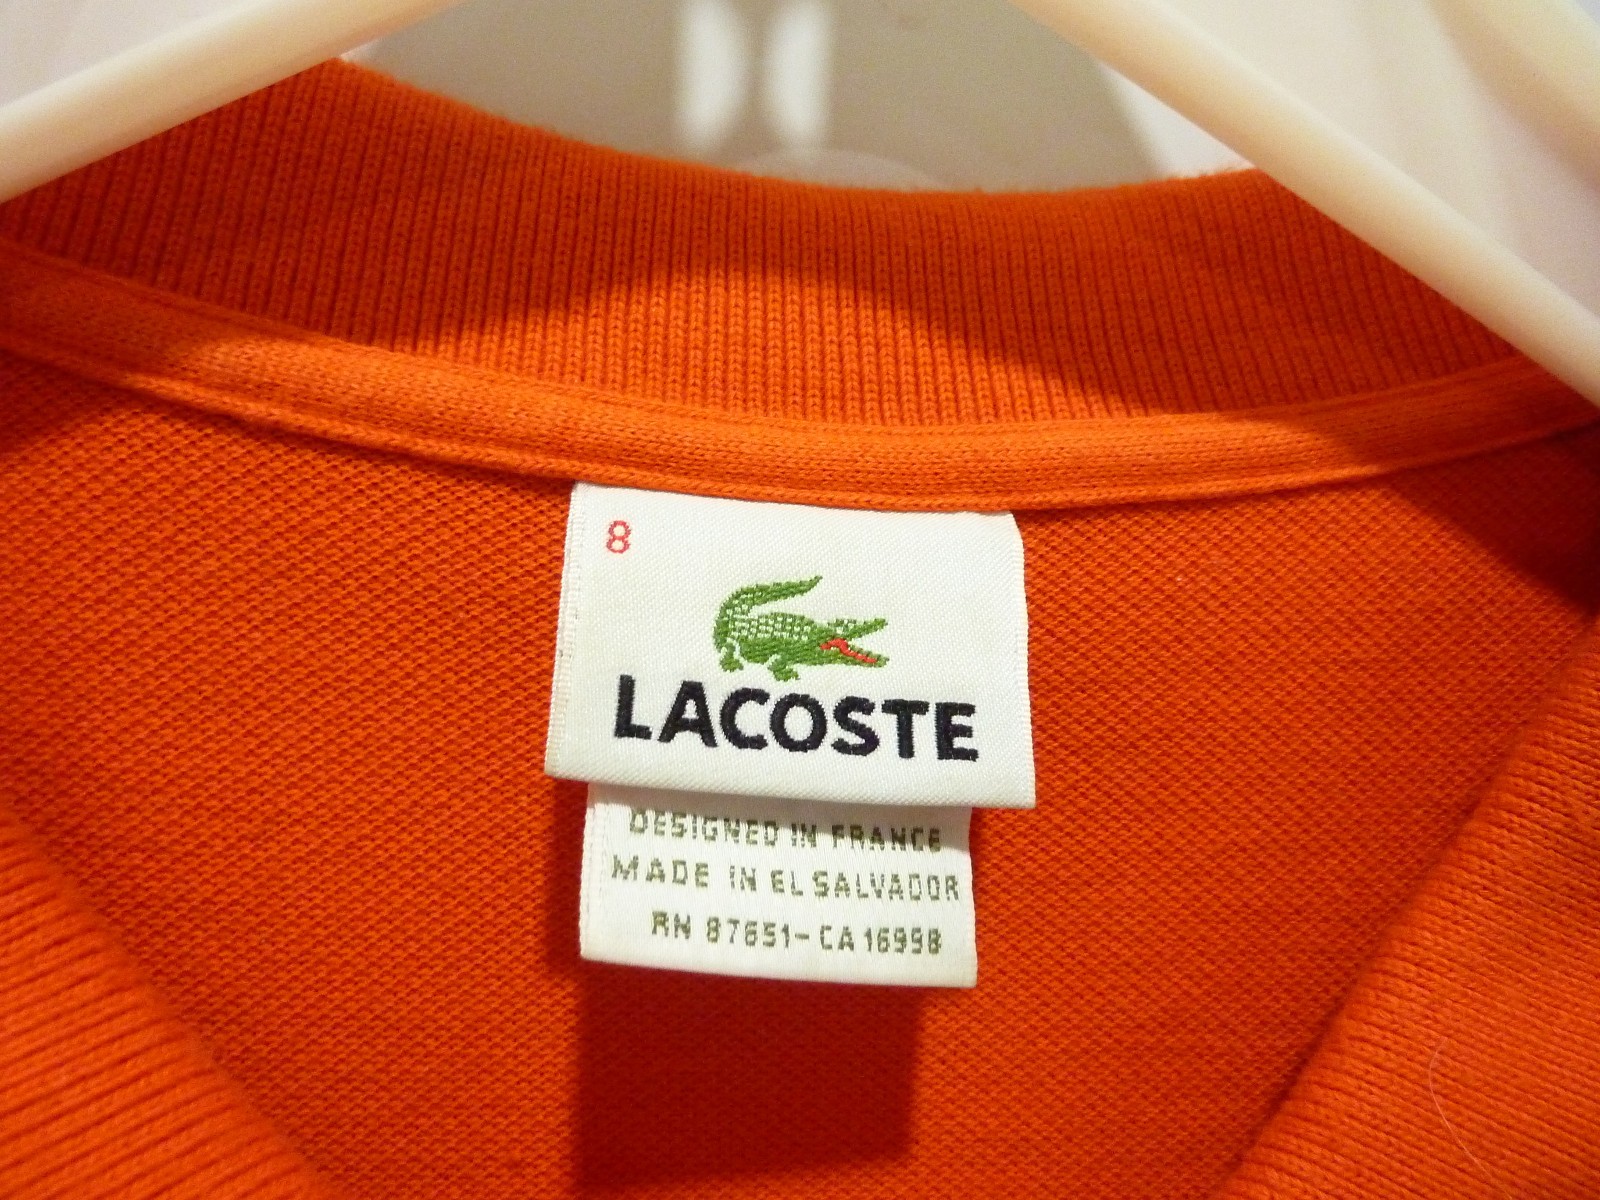 8
LACOSTE
DESIGNED IN FRANCE
MADE IN EL SALVADOR
RN 87651-CA 16998